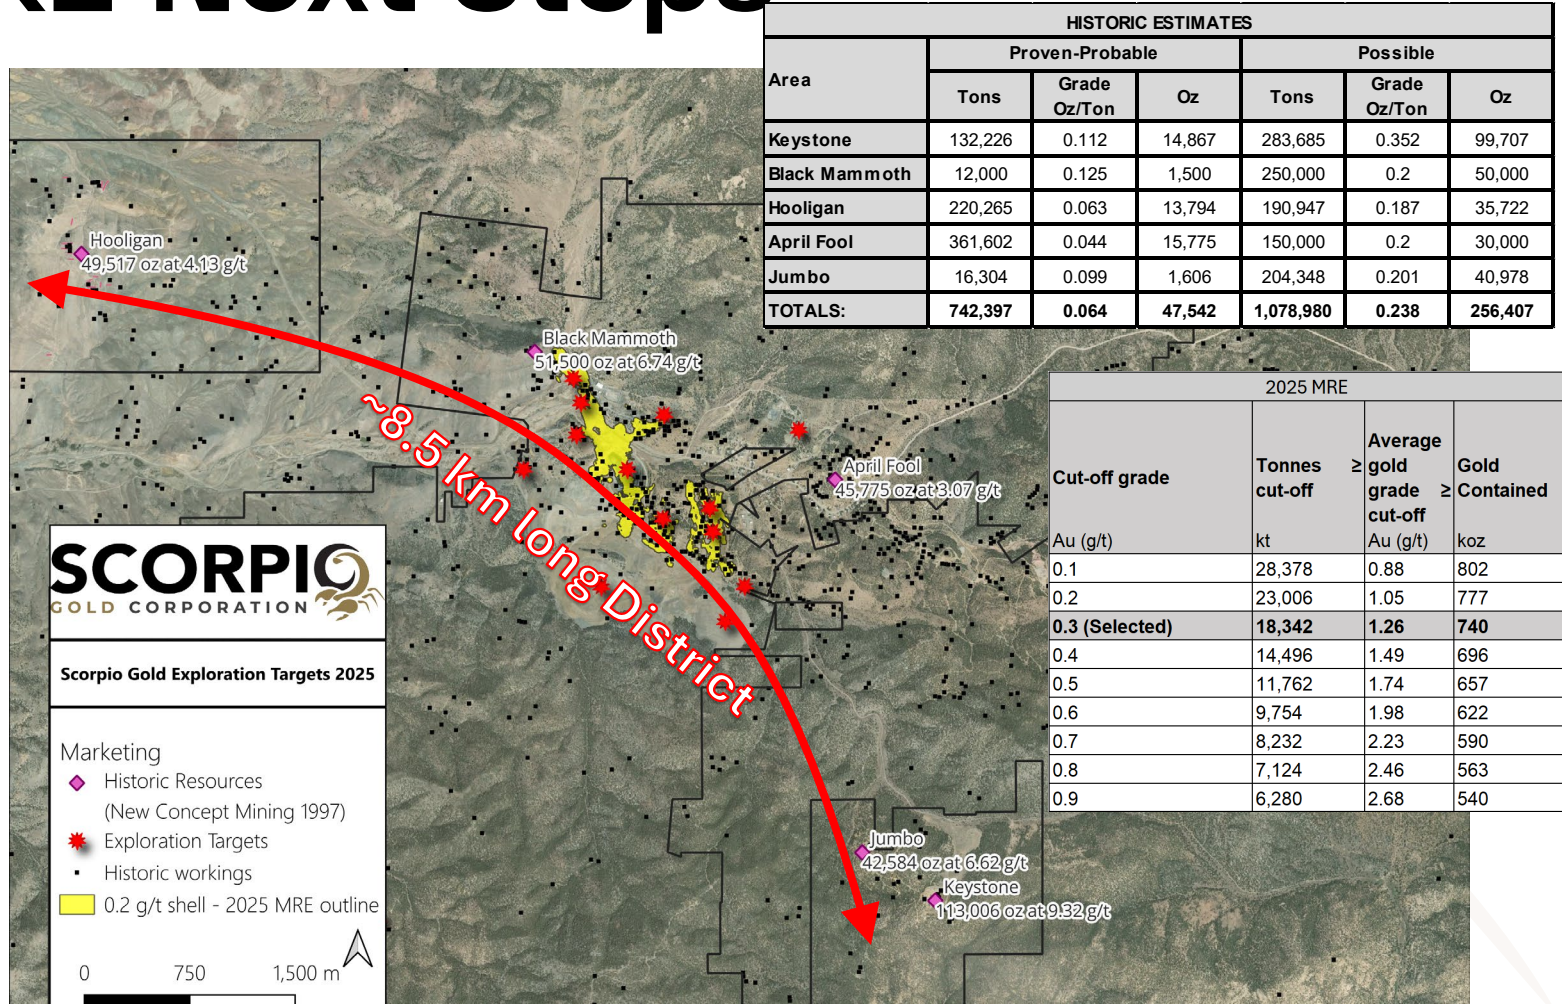 Next Steps
HISTORIC ESTIMATES
Area Proven-Probable Possible
Tons Grade Oz/Ton Oz Tons Grade Oz/Ton Oz
Keystone 132,226 0.112 14,867 283,685 0.352 99,707
Black Mammoth 12,000 0.125 1,500 250,000 0.2 50,000
Hooligan 220,265 0.063 13,794 190,947 0.187 35,722
April Fool 361,602 0.044 15,775 150,000 0.2 30,000
Jumbo 16,304 0.099 1,606 204,348 0.201 40,978
TOTALS: 742,397 0.064 47,542 1,078,980 0.238 256,407
Hooligan
49,517 oz at 4.13 g/t
Black Mammoth
51,500 oz at 6.74 g/t
April Fool
45,775 oz at 3.07 g/t
~8.5 km long District
Jumbo
42,584 oz at 6.62 g/t
Keystone
113,006 oz at 9.32 g/t
2025 MRE
Cut-off grade Tonnes ≥ cut-off Average gold grade ≥ cut-off Gold Contained
Au (g/t) kt Au (g/t) koz
0.1 28,378 0.88 802
0.2 23,006 1.05 777
0.3 (Selected) 18,342 1.26 740
0.4 14,496 1.49 696
0.5 11,762 1.74 657
0.6 9,754 1.98 622
0.7 8,232 2.23 590
0.8 7,124 2.46 563
0.9 6,280 2.68 540
SCORPIO
GOLD CORPORATION
Scorpio Gold Exploration Targets 2025
Marketing
Historic Resources
(New Concept Mining 1997)
Exploration Targets
Historic workings
0.2 g/t shell - 2025 MRE outline
0 750 1,500 m